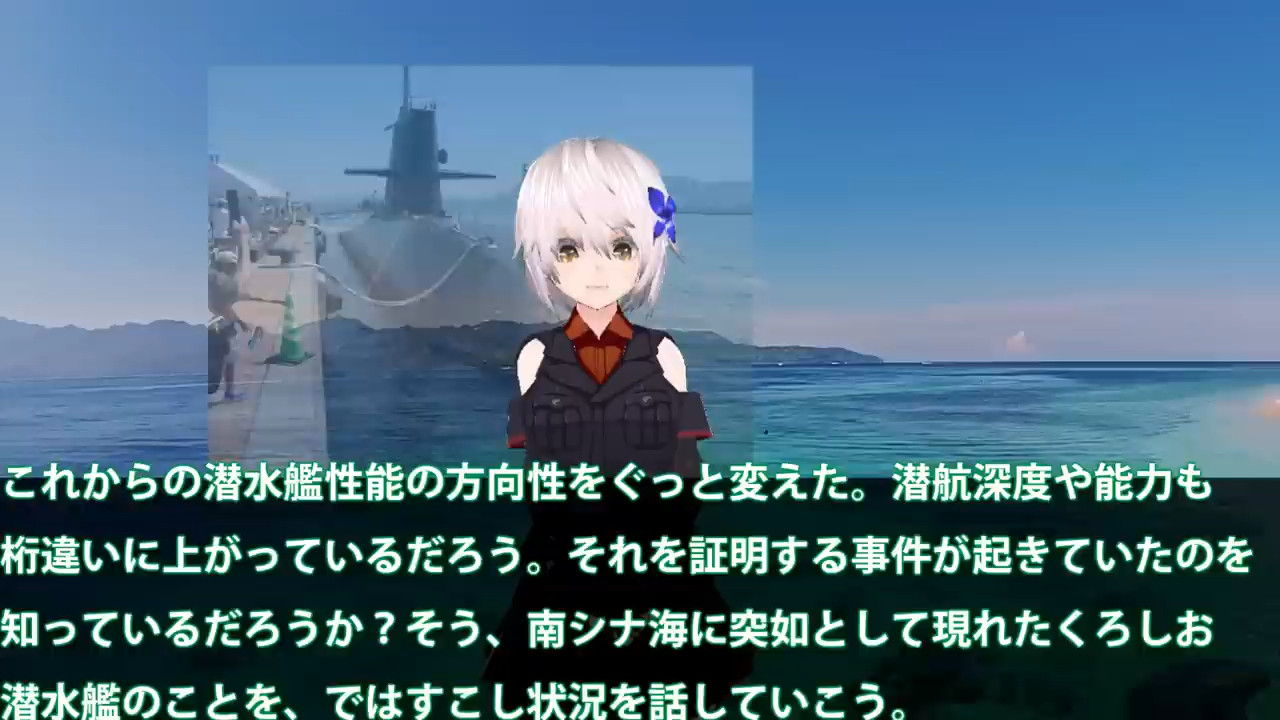 これからの潜水艦性能の方向性をぐっと変えた。潜航深度や能力も
桁違いに上がっているだろう。それを証明する事件が起きていたのを
知っているだろうか？そう、南シナ海に突如として現れたくろしお
潜水艦のことを、ではすこし状況を話していこう。